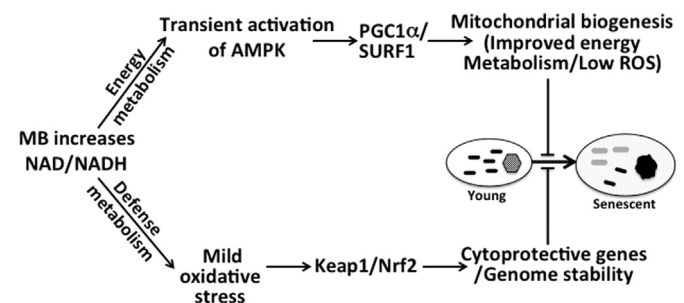 Transient activation
of AMPK
PGC1α/
SURF1
Mitochondrial biogenesis
(Improved energy
Metabolism/Low ROS)
Energy
metabolism
MB increases
NAD/NADH
Defense
metabolism
Young
Senescent
Mild
oxidative
stress
Keap1/Nrf2
Cytoprotective genes
/Genome stability